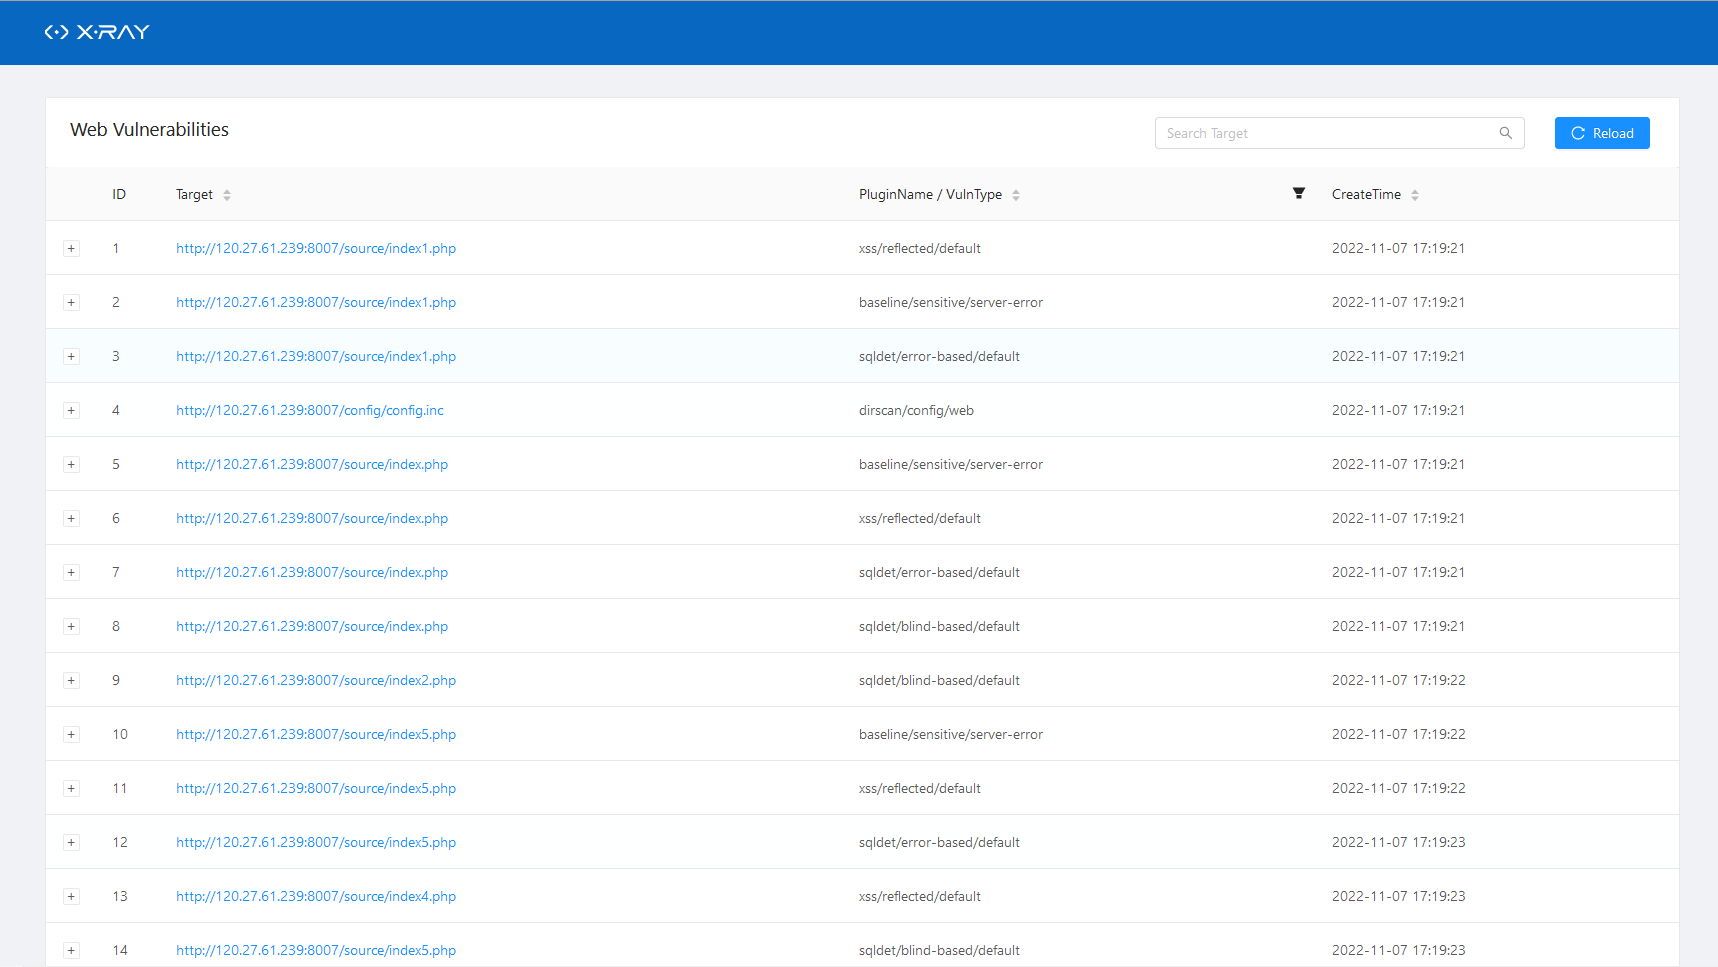 X-RAY
Web Vulnerabilities
Search Target
Reload
ID Target PluginName / VulnType CreateTime
1 http://120.27.61.239:8007/source/index1.php xss/reflected/default 2022-11-07 17:19:21
2 http://120.27.61.239:8007/source/index1.php baseline/sensitive/server-error 2022-11-07 17:19:21
3 http://120.27.61.239:8007/source/index1.php sqldet/error-based/default 2022-11-07 17:19:21
4 http://120.27.61.239:8007/config/config.inc dirscan/config/web 2022-11-07 17:19:21
5 http://120.27.61.239:8007/source/index.php baseline/sensitive/server-error 2022-11-07 17:19:21
6 http://120.27.61.239:8007/source/index.php xss/reflected/default 2022-11-07 17:19:21
7 http://120.27.61.239:8007/source/index.php sqldet/error-based/default 2022-11-07 17:19:21
8 http://120.27.61.239:8007/source/index.php sqldet/blind-based/default 2022-11-07 17:19:21
9 http://120.27.61.239:8007/source/index2.php sqldet/blind-based/default 2022-11-07 17:19:22
10 http://120.27.61.239:8007/source/index5.php baseline/sensitive/server-error 2022-11-07 17:19:22
11 http://120.27.61.239:8007/source/index5.php xss/reflected/default 2022-11-07 17:19:22
12 http://120.27.61.239:8007/source/index5.php sqldet/error-based/default 2022-11-07 17:19:23
13 http://120.27.61.239:8007/source/index4.php xss/reflected/default 2022-11-07 17:19:23
14 http://120.27.61.239:8007/source/index5.php sqldet/blind-based/default 2022-11-07 17:19:23